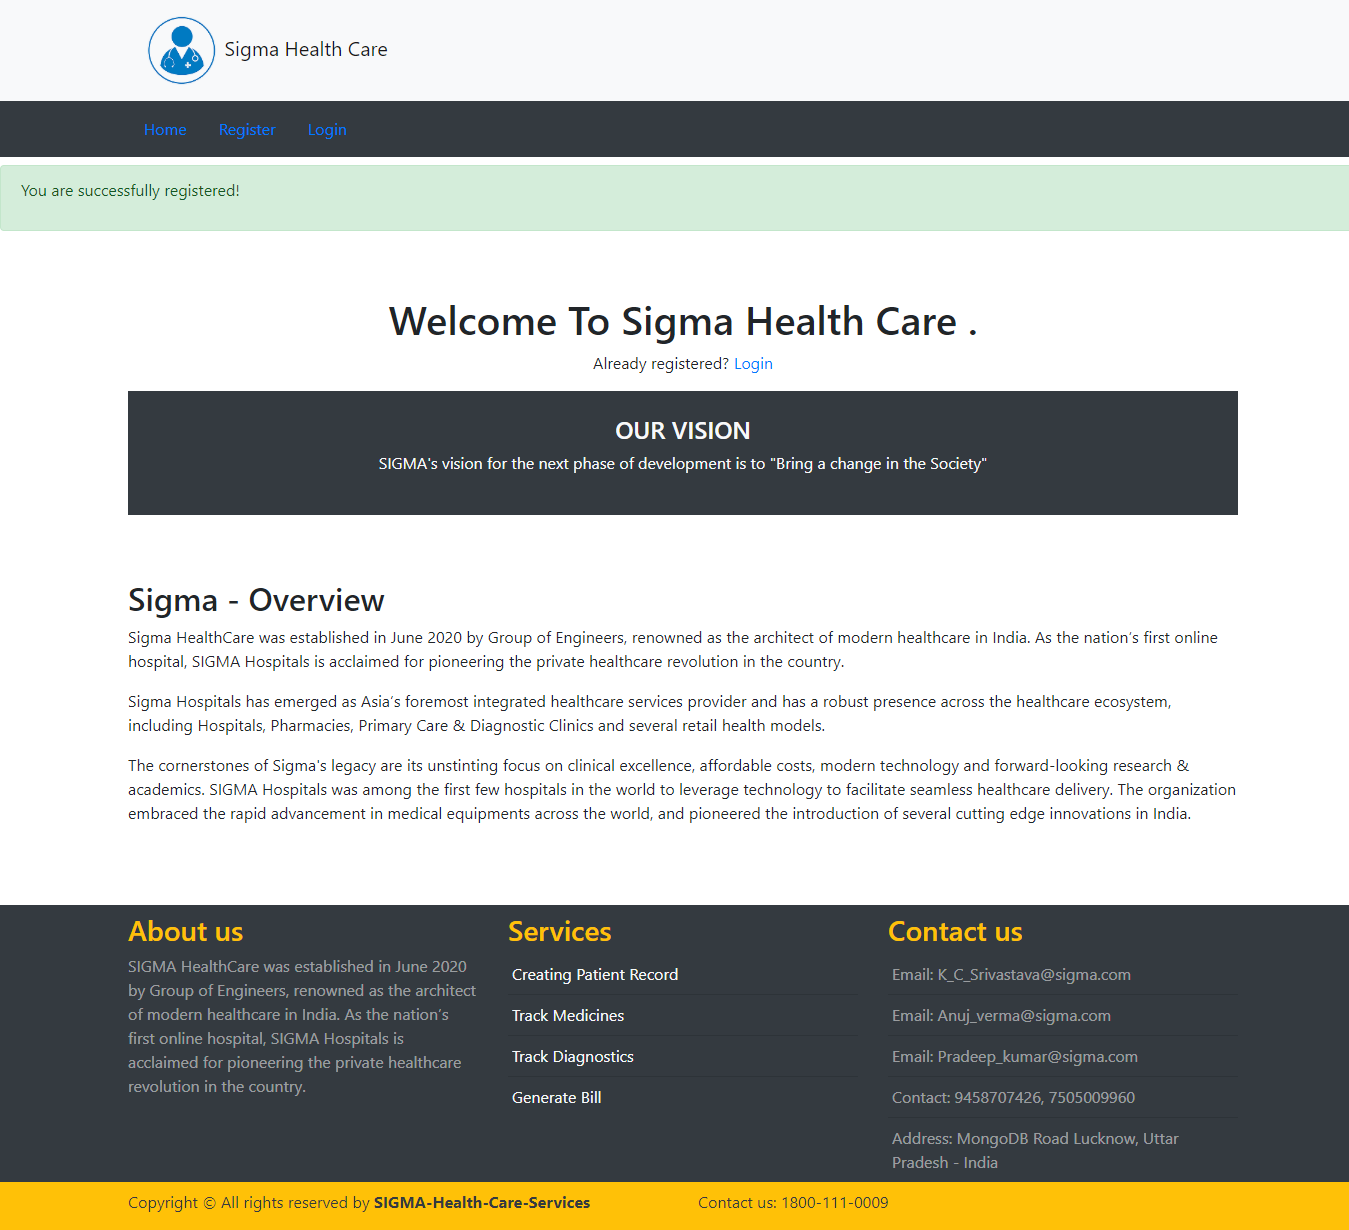 Sigma Health Care
Home Register Login
You are successfully registered!
Welcome To Sigma Health Care .
Already registered? Login
OUR VISION
SIGMA's vision for the next phase of development is to "Bring a change in the Society"
Sigma - Overview
Sigma HealthCare was established in June 2020 by Group of Engineers, renowned as the architect of modern healthcare in India. As the nation’s first online
hospital, SIGMA Hospitals is acclaimed for pioneering the private healthcare revolution in the country.
Sigma Hospitals has emerged as Asia’s foremost integrated healthcare services provider and has a robust presence across the healthcare ecosystem,
including Hospitals, Pharmacies, Primary Care & Diagnostic Clinics and several retail health models.
The cornerstones of Sigma's legacy are its unstinting focus on clinical excellence, affordable costs, modern technology and forward-looking research &
academics. SIGMA Hospitals was among the first few hospitals in the world to leverage technology to facilitate seamless healthcare delivery. The organization
embraced the rapid advancement in medical equipments across the world, and pioneered the introduction of several cutting edge innovations in India.
About us
SIGMA HealthCare was established in June 2020
by Group of Engineers, renowned as the architect
of modern healthcare in India. As the nation’s
first online hospital, SIGMA Hospitals is
acclaimed for pioneering the private healthcare
revolution in the country.
Services
Creating Patient Record
Track Medicines
Track Diagnostics
Generate Bill
Contact us
Email: K_C_Srivastava@sigma.com
Email: Anuj_verma@sigma.com
Email: Pradeep_kumar@sigma.com
Contact: 9458707426, 7505009960
Address: MongoDB Road Lucknow, Uttar
Pradesh - India
Copyright © All rights reserved by SIGMA-Health-Care-Services
Contact us: 1800-111-0009